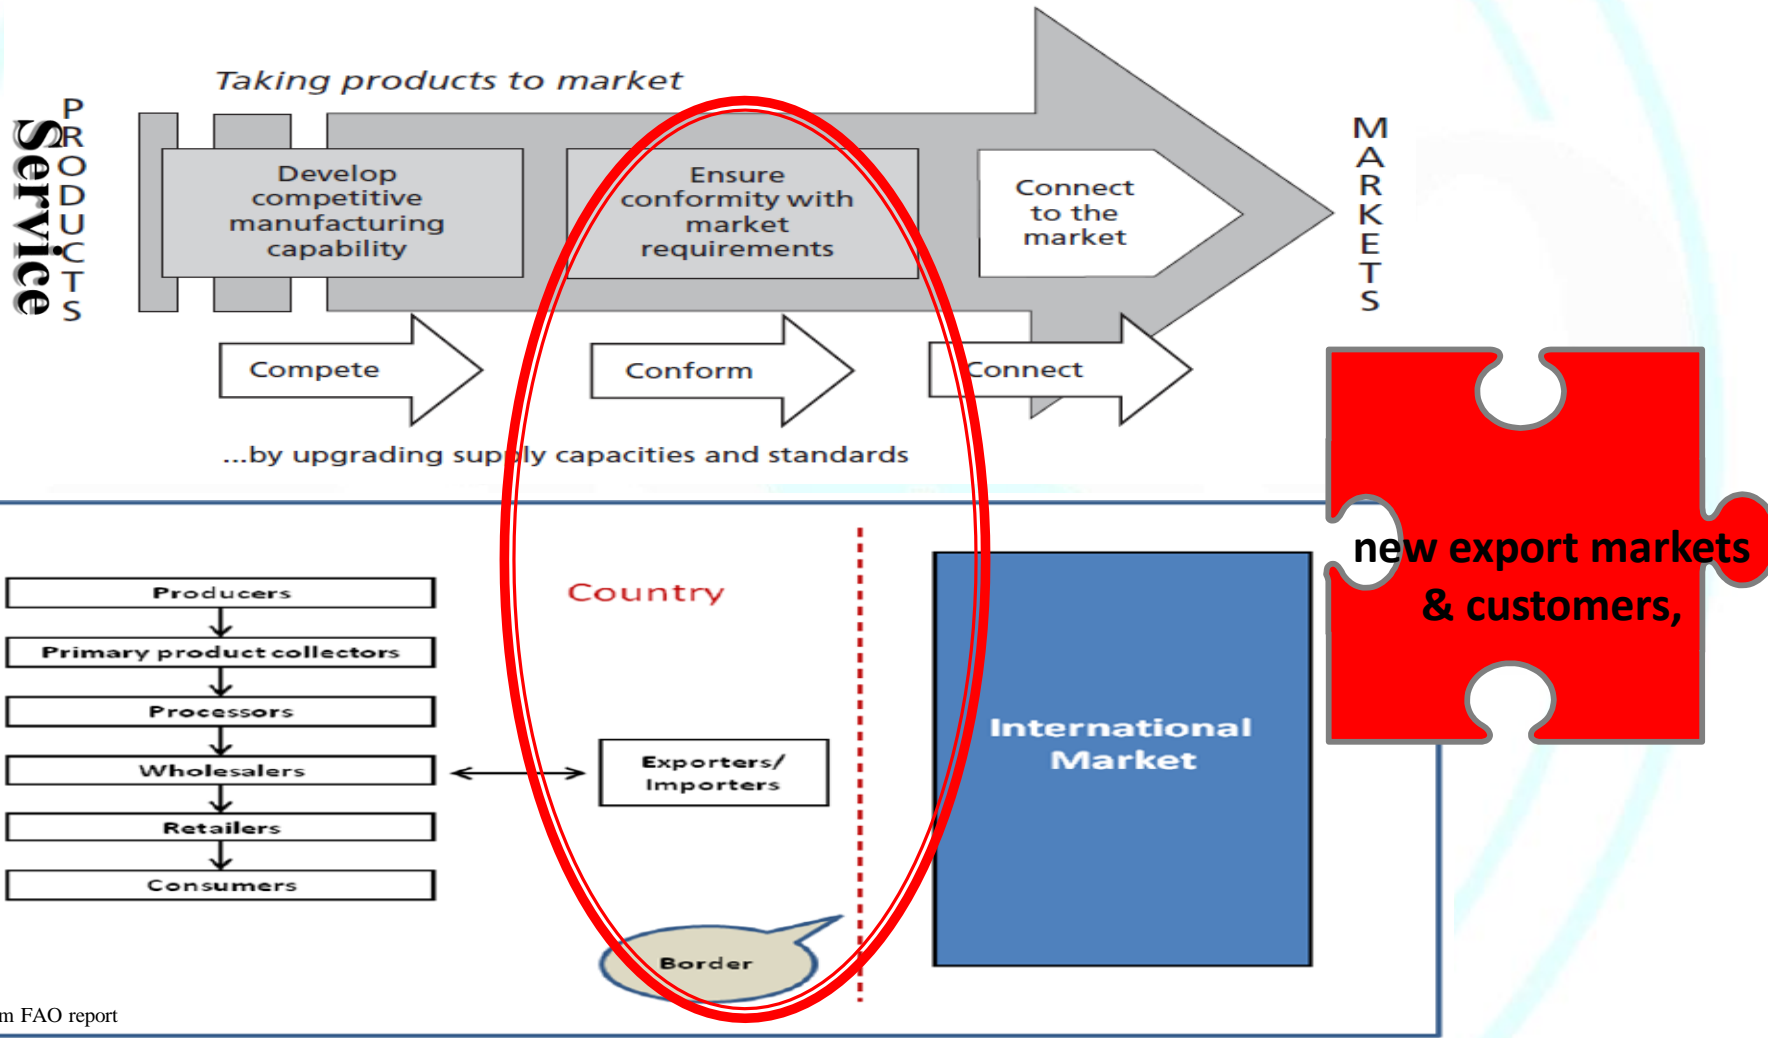 Taking products to market
PRODUCTS
Service
Develop
competitive
manufacturing
capability
Ensure
conformity with
market
requirements
Connect
to the
market
MARKETS
Compete
Conform
Connect
...by upgrading supply capacities and standards
new export markets
& customers,
Producers
Primary product collectors
Processors
Wholesalers
Retailers
Consumers
Country
Exporters/
Importers
International
Market
Border
m FAO report